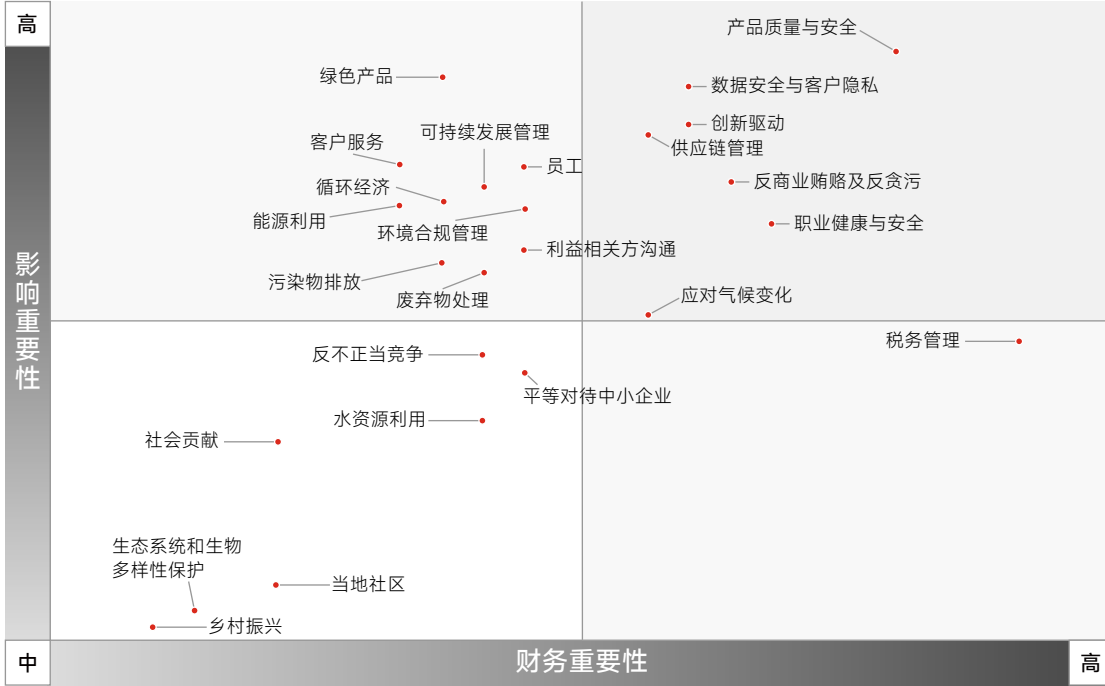 高
产品质量与安全
绿色产品
数据安全与客户隐私
创新驱动
可持续发展管理
客户服务
供应链管理
员工
反商业贿赂及反贪污
循环经济
能源利用
职业健康与安全
环境合规管理
利益相关方沟通
污染物排放
废弃物处理
应对气候变化
影响重要性
税务管理
反不正当竞争
平等对待中小企业
水资源利用
社会贡献
生态系统和生物
多样性保护
当地社区
乡村振兴
中
财务重要性
高